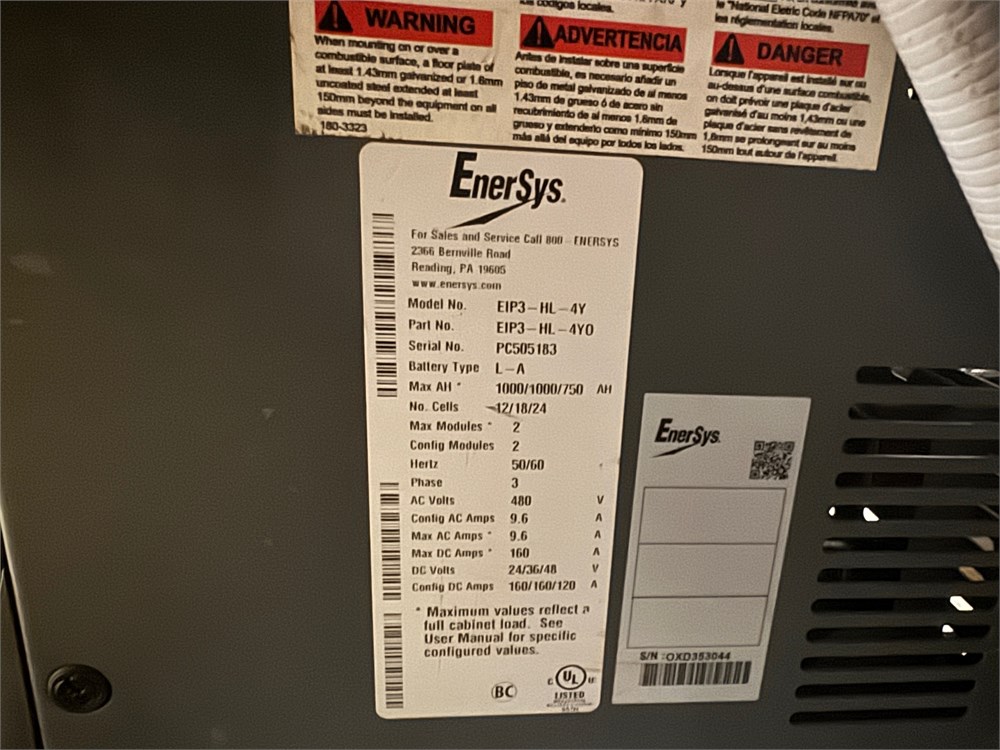 los códigos locales.
le "National Eletric Code NFPA70" et
les réglementation locales.
WARNING
When mounting on or over a
combustible surface, a floor plate of
at least 1.43mm galvanized or 1.6mm
uncoated steel extended at least
150mm beyond the equipment on all
sides must be installed.
180-3323
ADVERTENCIA
Antes de instalar sobre una superficie
combustible, es necesario añadir un
piso de metal galvanizado de al menos
1,43mm de grueso ó de acero sin
recubrimiento de al menos 1,6mm de
grueso y extenderlo como mínimo 150mm
más allá del equipo por todos los lados.
DANGER
Lorsque l'appareil est installé sur ou
au-dessus d'une surface combustible,
on doit prévoir une plaque d'acier
galvanisé d'au moins 1,43mm ou une
plaque d'acier sans revêtement de
1,6mm se prolongeant sur au moins
150mm tout autour de l'appareil.
EnerSys.
For Sales and Service Call 800 - ENERSYS
2366 Bernville Road
Reading, PA 19605
www.enersys.com
Model No. EIP3-HL-4Y
Part No. EIP3-HL-4Y0
Serial No. PC505183
Battery Type L-A
Max AH * 1000/1000/750 AH
No. Cells 12/18/24
Max Modules * 2
Config Modules 2
Hertz 50/60
Phase 3
AC Volts 480 V
Config AC Amps 9.6 A
Max AC Amps * 9.6 A
Max DC Amps * 160 A
DC Volts 24/36/48 V
Config DC Amps 160/160/120 A
* Maximum values reflect a
full cabinet load. See
User Manual for specific
configured values.
BC
C UL US
LISTED
EnerSys.
S/N :OXD353044